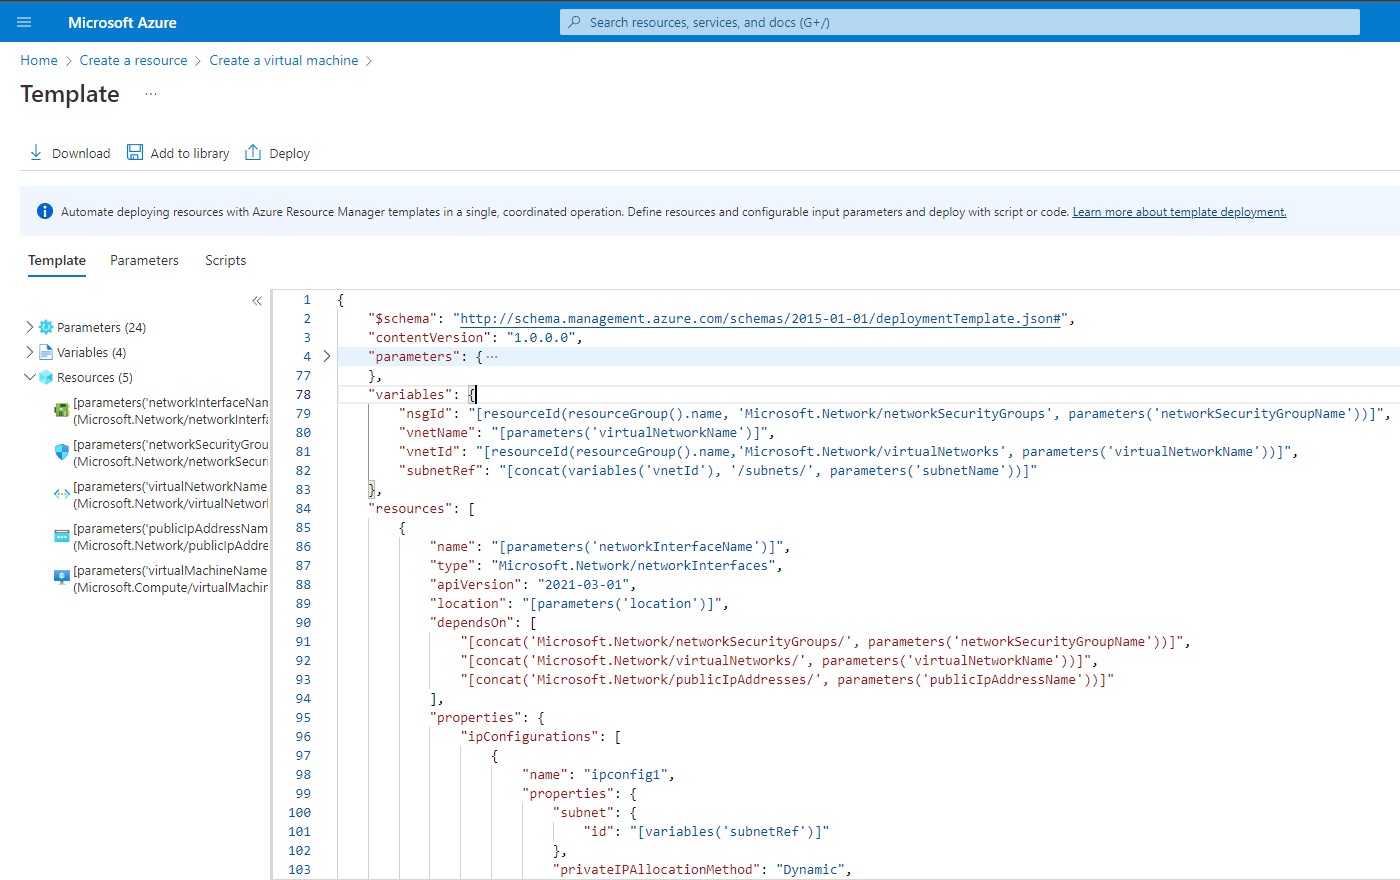 Microsoft Azure
Search resources, services, and docs (G+/)
Home > Create a resource > Create a virtual machine >
Template ...
Download Add to library Deploy
Automate deploying resources with Azure Resource Manager templates in a single, coordinated operation. Define resources and configurable input parameters and deploy with script or code. Learn more about template deployment.
Template Parameters Scripts
«
Parameters (24)
Variables (4)
Resources (5)
[parameters('networkInterfaceNam
(Microsoft.Network/networkInterfa
[parameters('networkSecurityGrou
(Microsoft.Network/networkSecuri
[parameters('virtualNetworkName
(Microsoft.Network/virtualNetworl
[parameters('publicIpAddressNam
(Microsoft.Network/publicIpAddre
[parameters('virtualMachineName
(Microsoft.Compute/virtualMachin
1 {
2 "$schema": "http://schema.management.azure.com/schemas/2015-01-01/deploymentTemplate.json#",
3 "contentVersion": "1.0.0.0",
4 > "parameters": { ...
77 },
78 "variables": {
79 "nsgId": "[resourceId(resourceGroup().name, 'Microsoft.Network/networkSecurityGroups', parameters('networkSecurityGroupName'))]",
80 "vnetName": "[parameters('virtualNetworkName')]",
81 "vnetId": "[resourceId(resourceGroup().name,'Microsoft.Network/virtualNetworks', parameters('virtualNetworkName'))]",
82 "subnetRef": "[concat(variables('vnetId'), '/subnets/', parameters('subnetName'))]"
83 },
84 "resources": [
85 {
86 "name": "[parameters('networkInterfaceName')]",
87 "type": "Microsoft.Network/networkInterfaces",
88 "apiVersion": "2021-03-01",
89 "location": "[parameters('location')]",
90 "dependsOn": [
91 "[concat('Microsoft.Network/networkSecurityGroups/', parameters('networkSecurityGroupName'))]",
92 "[concat('Microsoft.Network/virtualNetworks/', parameters('virtualNetworkName'))]",
93 "[concat('Microsoft.Network/publicIpAddresses/', parameters('publicIpAddressName'))]"
94 ],
95 "properties": {
96 "ipConfigurations": [
97 {
98 "name": "ipconfig1",
99 "properties": {
100 "subnet": {
101 "id": "[variables('subnetRef')]"
102 },
103 "privateIPAllocationMethod": "Dynamic",